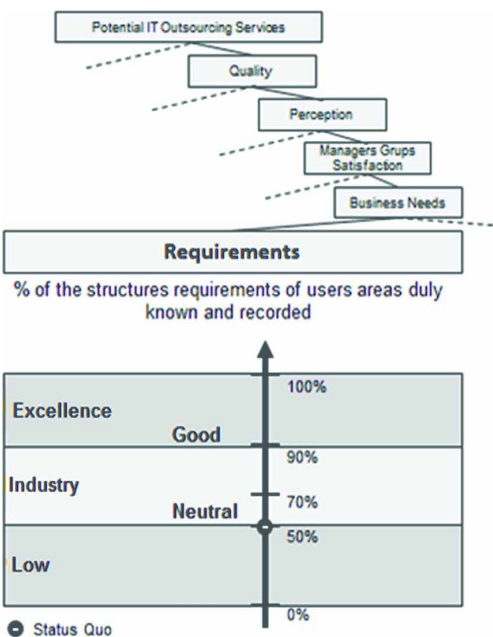 Potential IT Outsourcing Services
Quality
Perception
Managers Grups
Satisfaction
Business Needs
Requirements
% of the structures requirements of users areas duly
known and recorded
100%
Excellence
Good
90%
Industry
70%
Neutral
50%
Low
0%
Status Quo